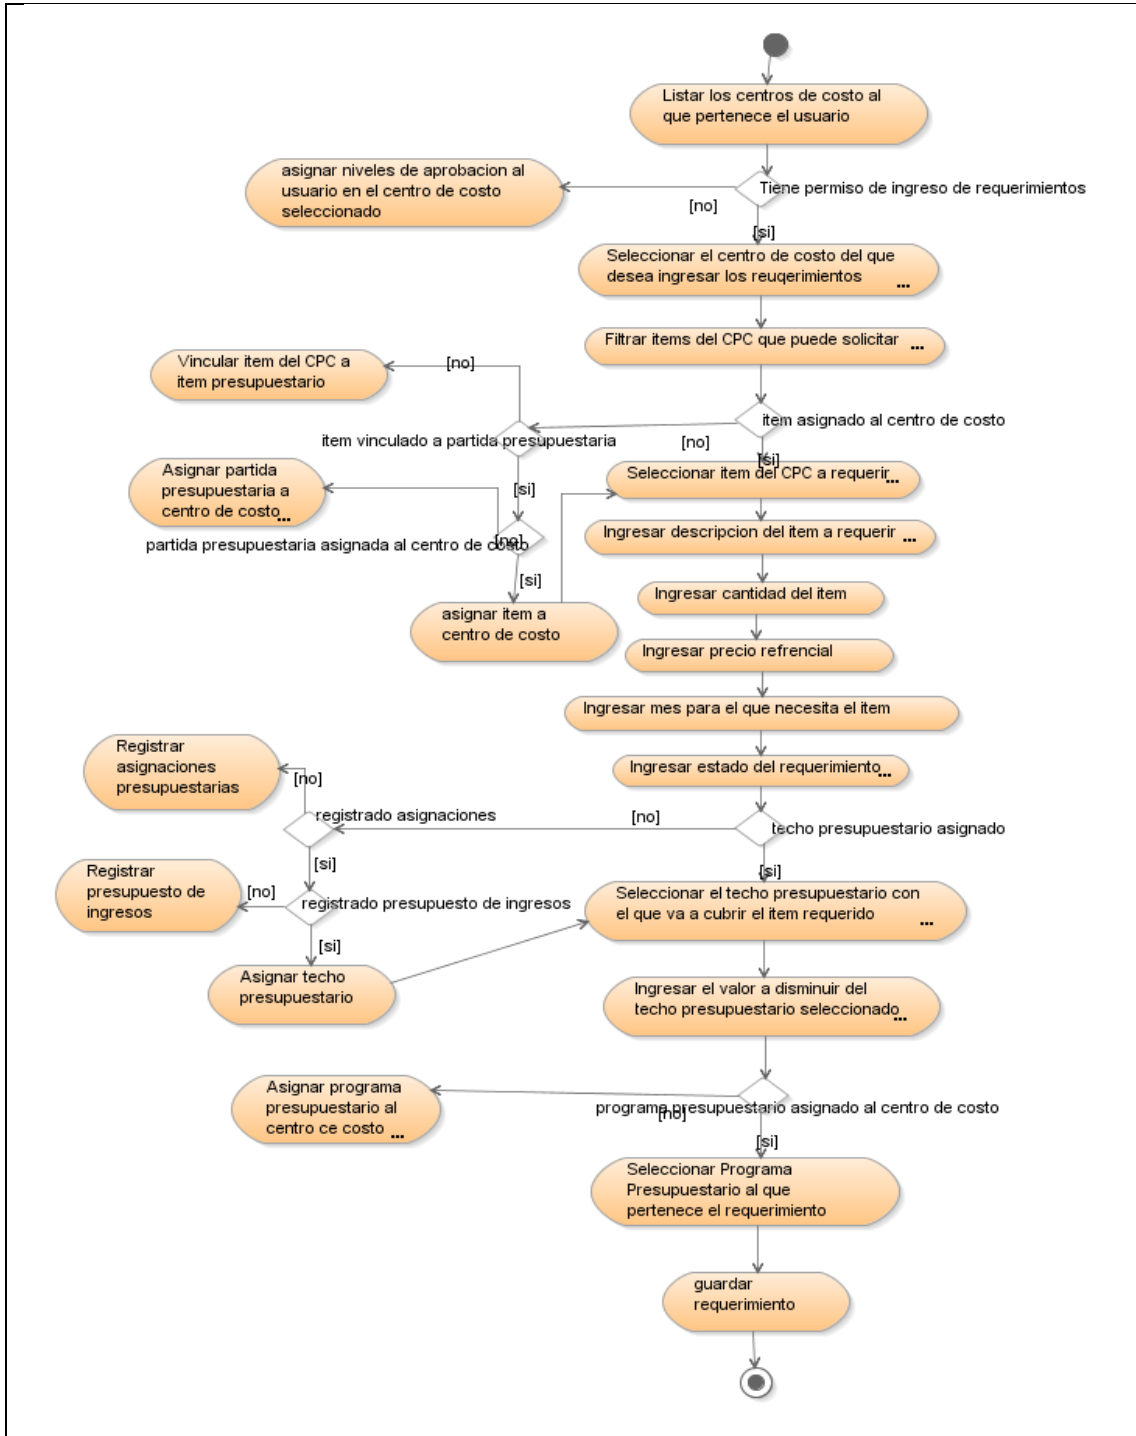 Listar los centros de costo al
que pertenece el usuario
asignar niveles de aprobacion al
usuario en el centro de costo
seleccionado
Tiene permiso de ingreso de requerimientos
[no]
[si]
Seleccionar el centro de costo del que
desea ingresar los reuqerimientos
...
Filtrar items del CPC que puede solicitar ...
Vincular item del CPC a
item presupuestario
[no]
item asignado al centro de costo
item vinculado a partida presupuestaria
[no]
[si]
Asignar partida
presupuestaria a
centro de costo...
[si]
Seleccionar item del CPC a requerir...
Ingresar descripcion del item a requerir ...
partida presupuestaria asignada al centro de costo
[no]
[si]
asignar item a
centro de costo
Ingresar cantidad del item
Ingresar precio refrencial
Ingresar mes para el que necesita el item
Registrar
asignaciones
presupuestarias
[no]
Ingresar estado del requerimiento...
registrado asignaciones
[no]
techo presupuestario asignado
[si]
[si]
Registrar
presupuesto de
ingresos
[no]
registrado presupuesto de ingresos
Seleccionar el techo presupuestario con
el que va a cubrir el item requerido
...
[si]
Asignar techo
presupuestario
Ingresar el valor a disminuir del
techo presupuestario seleccionado...
Asignar programa
presupuestario al
centro ce costo ...
programa presupuestario asignado al centro de costo
[no]
[si]
Seleccionar Programa
Presupuestario al que
pertenece el requerimiento
guardar
requerimiento